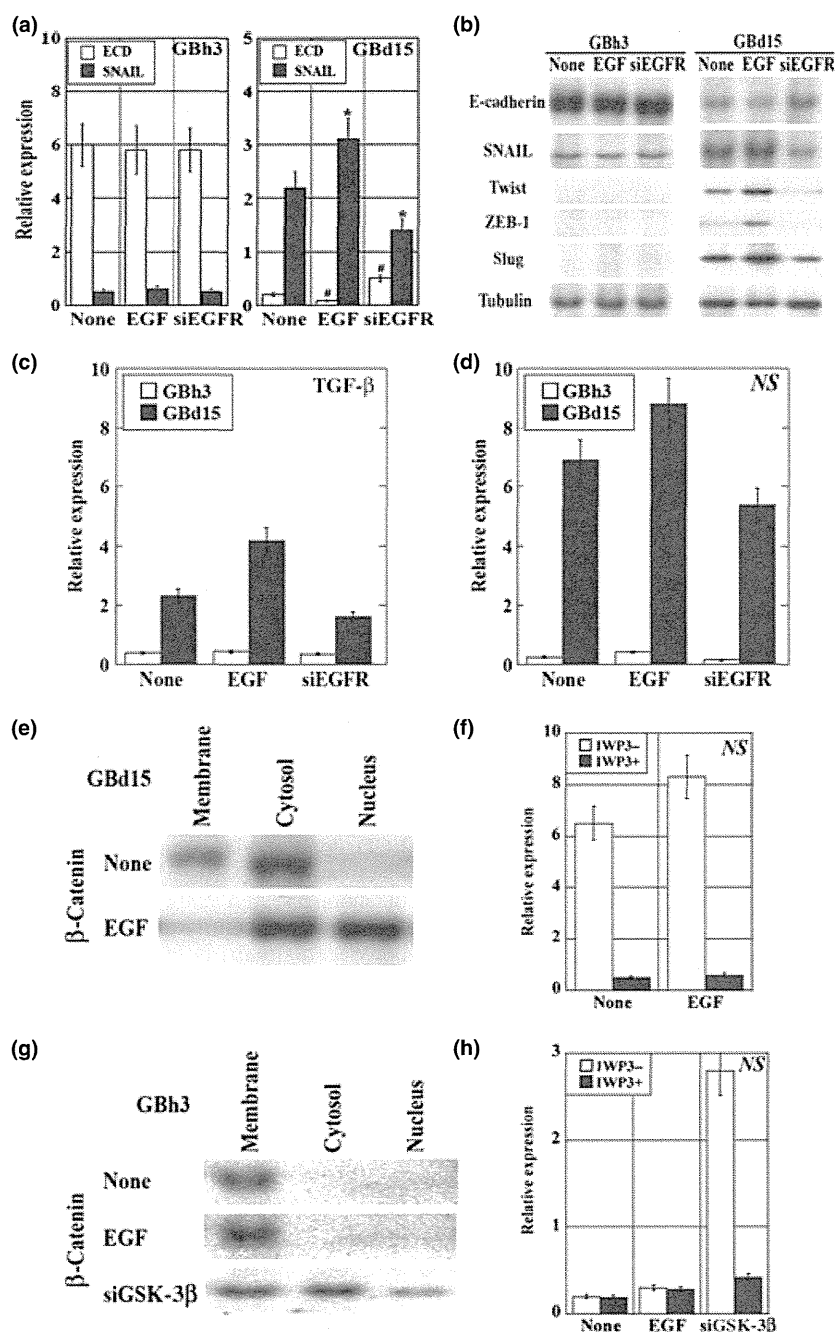 (a)
10
8
6
4
2
0
Relative expression
ECD
SNAIL
GBh3
None EGF siEGFR
5
4
3
2
1
0
ECD
SNAIL
GBd15
#
*
#
*
None EGF siEGFR
(b)
GBh3 GBd15
None EGF siEGFR None EGF siEGFR
E-cadherin
SNAIL
Twist
ZEB-1
Slug
Tubulin
(c)
10
8
6
4
2
0
Relative expression
GBh3
GBd15
TGF-β
None EGF siEGFR
(d)
10
8
6
4
2
0
Relative expression
GBh3
GBd15
NS
None EGF siEGFR
(e)
GBd15
Membrane
Cytosol
Nucleus
β-Catenin
None
EGF
(f)
10
8
6
4
2
0
Relative expression
IWP3–
IWP3+
NS
None EGF
(g)
GBh3
Membrane
Cytosol
Nucleus
β-Catenin
None
EGF
siGSK-3β
(h)
3
2
1
0
Relative expression
IWP3–
IWP3+
NS
None EGF siGSK-3β